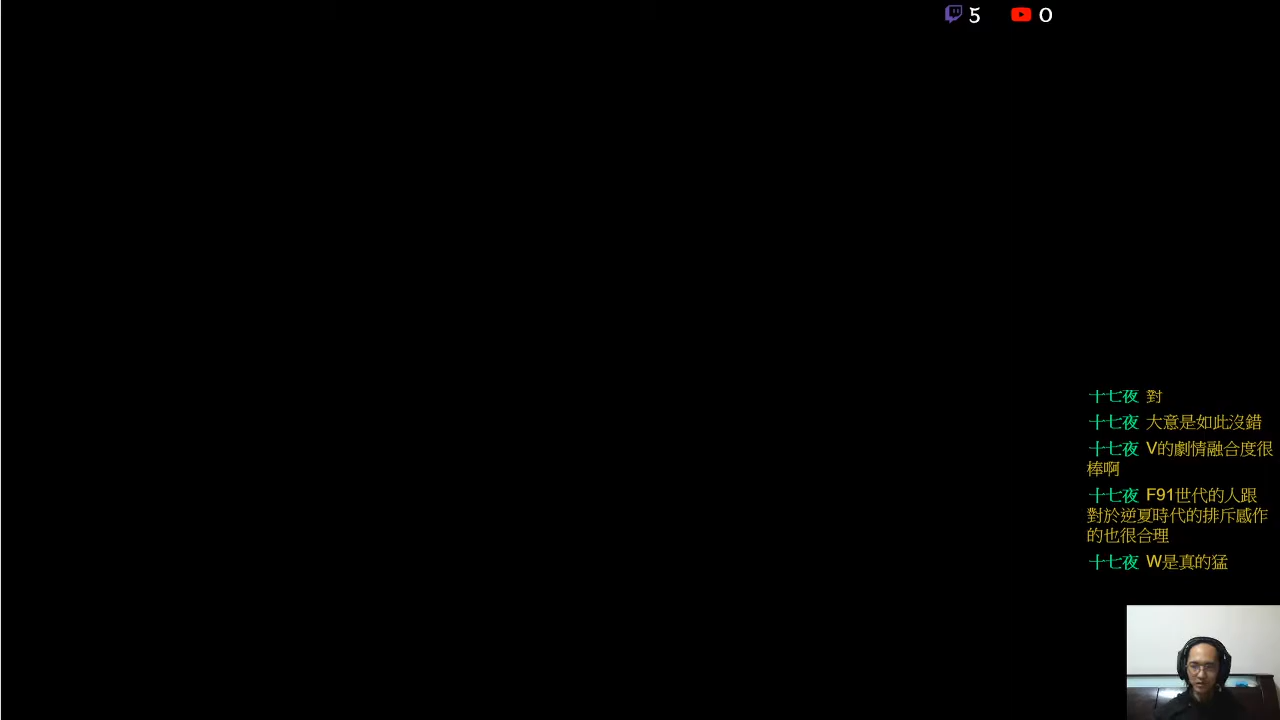 5 0
十七夜 對
十七夜 大意是如此沒錯
十七夜 V的劇情融合度很
棒啊
十七夜 F91世代的人跟
對於逆夏時代的排斥感作
的也很合理
十七夜 W是真的猛